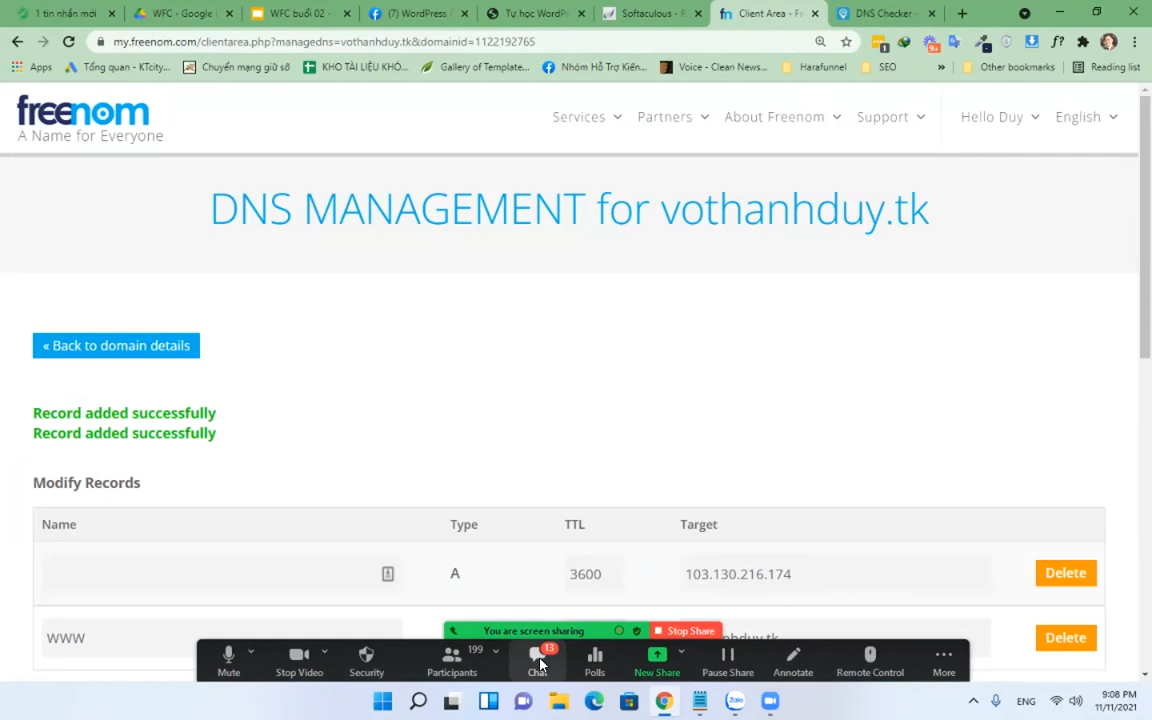 1 tin nhắn mới
WFC - Google
WFC buổi 02 -
(7) WordPress
Tự học WordP
Softaculous - R
Client Area - Fr
DNS Checker -
my.freenom.com/clientarea.php?managedns=vothanhduy.tk&domainid=1122192765
Apps
Tổng quan - KTcity...
Chuyển mạng giữ số
KHO TÀI LIỆU KHÓ...
Gallery of Template...
Nhóm Hỗ Trợ Kiến...
Voice - Clean News...
Harafunnel
SEO
»
Other bookmarks
Reading list
freenom
A Name for Everyone
Services
Partners
About Freenom
Support
Hello Duy
English
DNS MANAGEMENT for vothanhduy.tk
« Back to domain details
Record added successfully
Record added successfully
Modify Records
Name
Type
TTL
Target
A
3600
103.130.216.174
Delete
WWW
Delete
You are screen sharing
Stop Share
Mute
Stop Video
Security
Participants
199
Chat
13
Polls
New Share
Pause Share
Annotate
Remote Control
More
Zalo
ENG
9:08 PM
11/11/2021